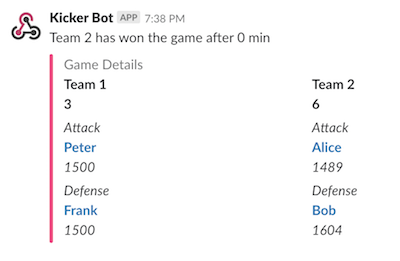 Kicker Bot APP 7:38 PM
Team 2 has won the game after 0 min
Game Details
Team 1 Team 2
3 6
Attack Attack
Peter Alice
1500 1489
Defense Defense
Frank Bob
1500 1604